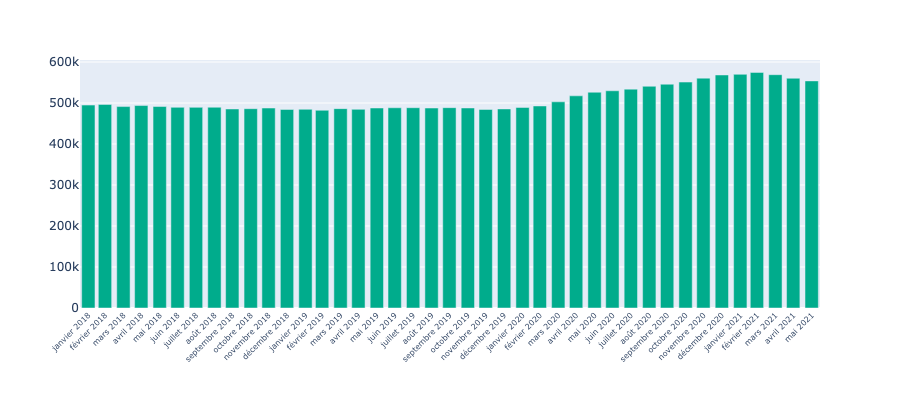 600k
500k
400k
300k
200k
100k
0
janvier 2018
février 2018
mars 2018
avril 2018
mai 2018
juin 2018
juillet 2018
août 2018
septembre 2018
octobre 2018
novembre 2018
décembre 2018
janvier 2019
février 2019
mars 2019
avril 2019
mai 2019
juin 2019
juillet 2019
août 2019
septembre 2019
octobre 2019
novembre 2019
décembre 2019
janvier 2020
février 2020
mars 2020
avril 2020
mai 2020
juin 2020
juillet 2020
août 2020
septembre 2020
octobre 2020
novembre 2020
décembre 2020
janvier 2021
février 2021
mars 2021
avril 2021
mai 2021